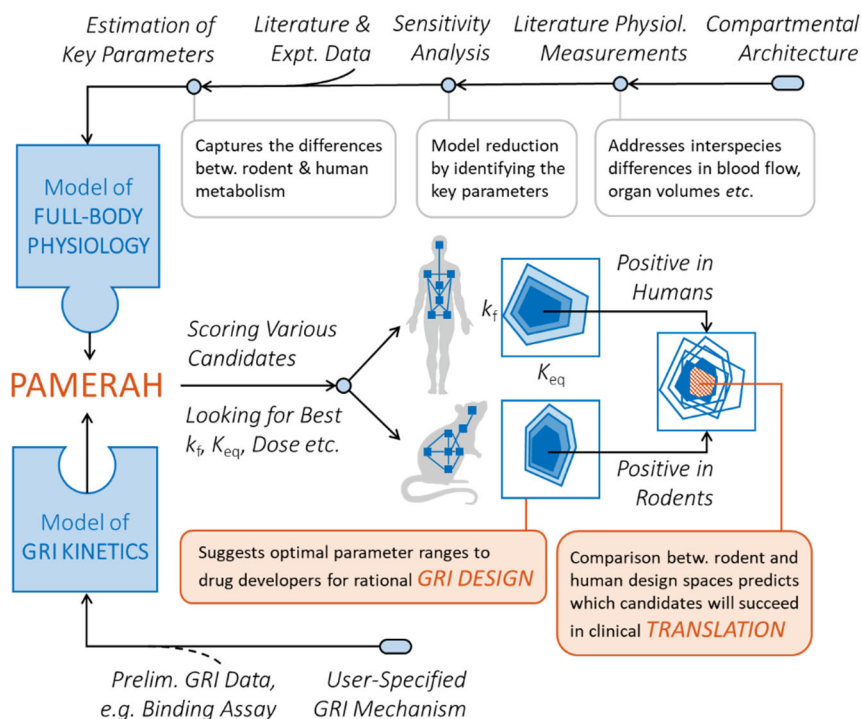 Estimation of
Key Parameters
Literature &
Expt. Data
Sensitivity
Analysis
Literature Physiol.
Measurements
Compartmental
Architecture
Captures the differences
betw. rodent & human
metabolism
Model reduction
by identifying the
key parameters
Addresses interspecies
differences in blood flow,
organ volumes etc.
Model of
FULL-BODY
PHYSIOLOGY
Scoring Various
Candidates
PAMERAH
Looking for Best
kf, Keq, Dose etc.
kf
Keq
Positive in
Humans
Positive in
Rodents
Model of
GRI KINETICS
Suggests optimal parameter ranges to
drug developers for rational GRI DESIGN
Comparison betw. rodent and
human design spaces predicts
which candidates will succeed
in clinical TRANSLATION
Prelim. GRI Data,
e.g. Binding Assay
User-Specified
GRI Mechanism